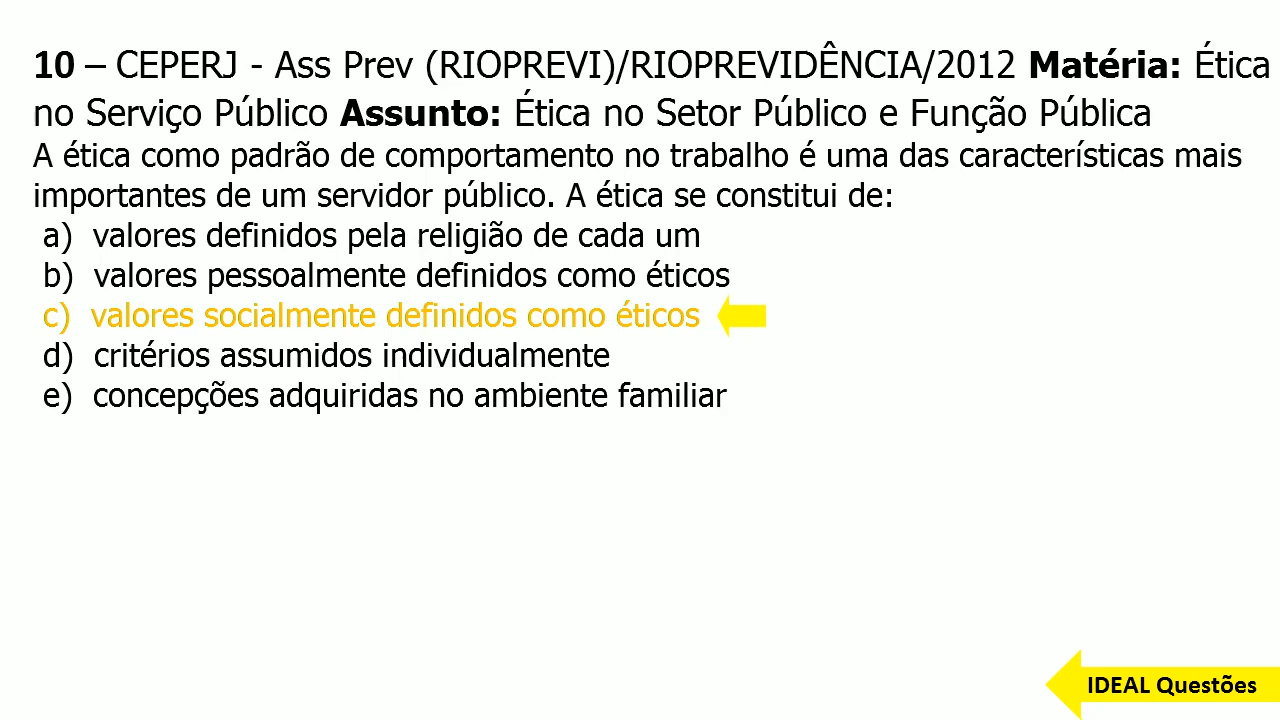 10 – CEPERJ - Ass Prev (RIOPREVI)/RIOPREVIDÊNCIA/2012 Matéria: Ética
no Serviço Público Assunto: Ética no Setor Público e Função Pública
A ética como padrão de comportamento no trabalho é uma das características mais
importantes de um servidor público. A ética se constitui de:
a) valores definidos pela religião de cada um
b) valores pessoalmente definidos como éticos
c) valores socialmente definidos como éticos
d) critérios assumidos individualmente
e) concepções adquiridas no ambiente familiar
IDEAL Questões